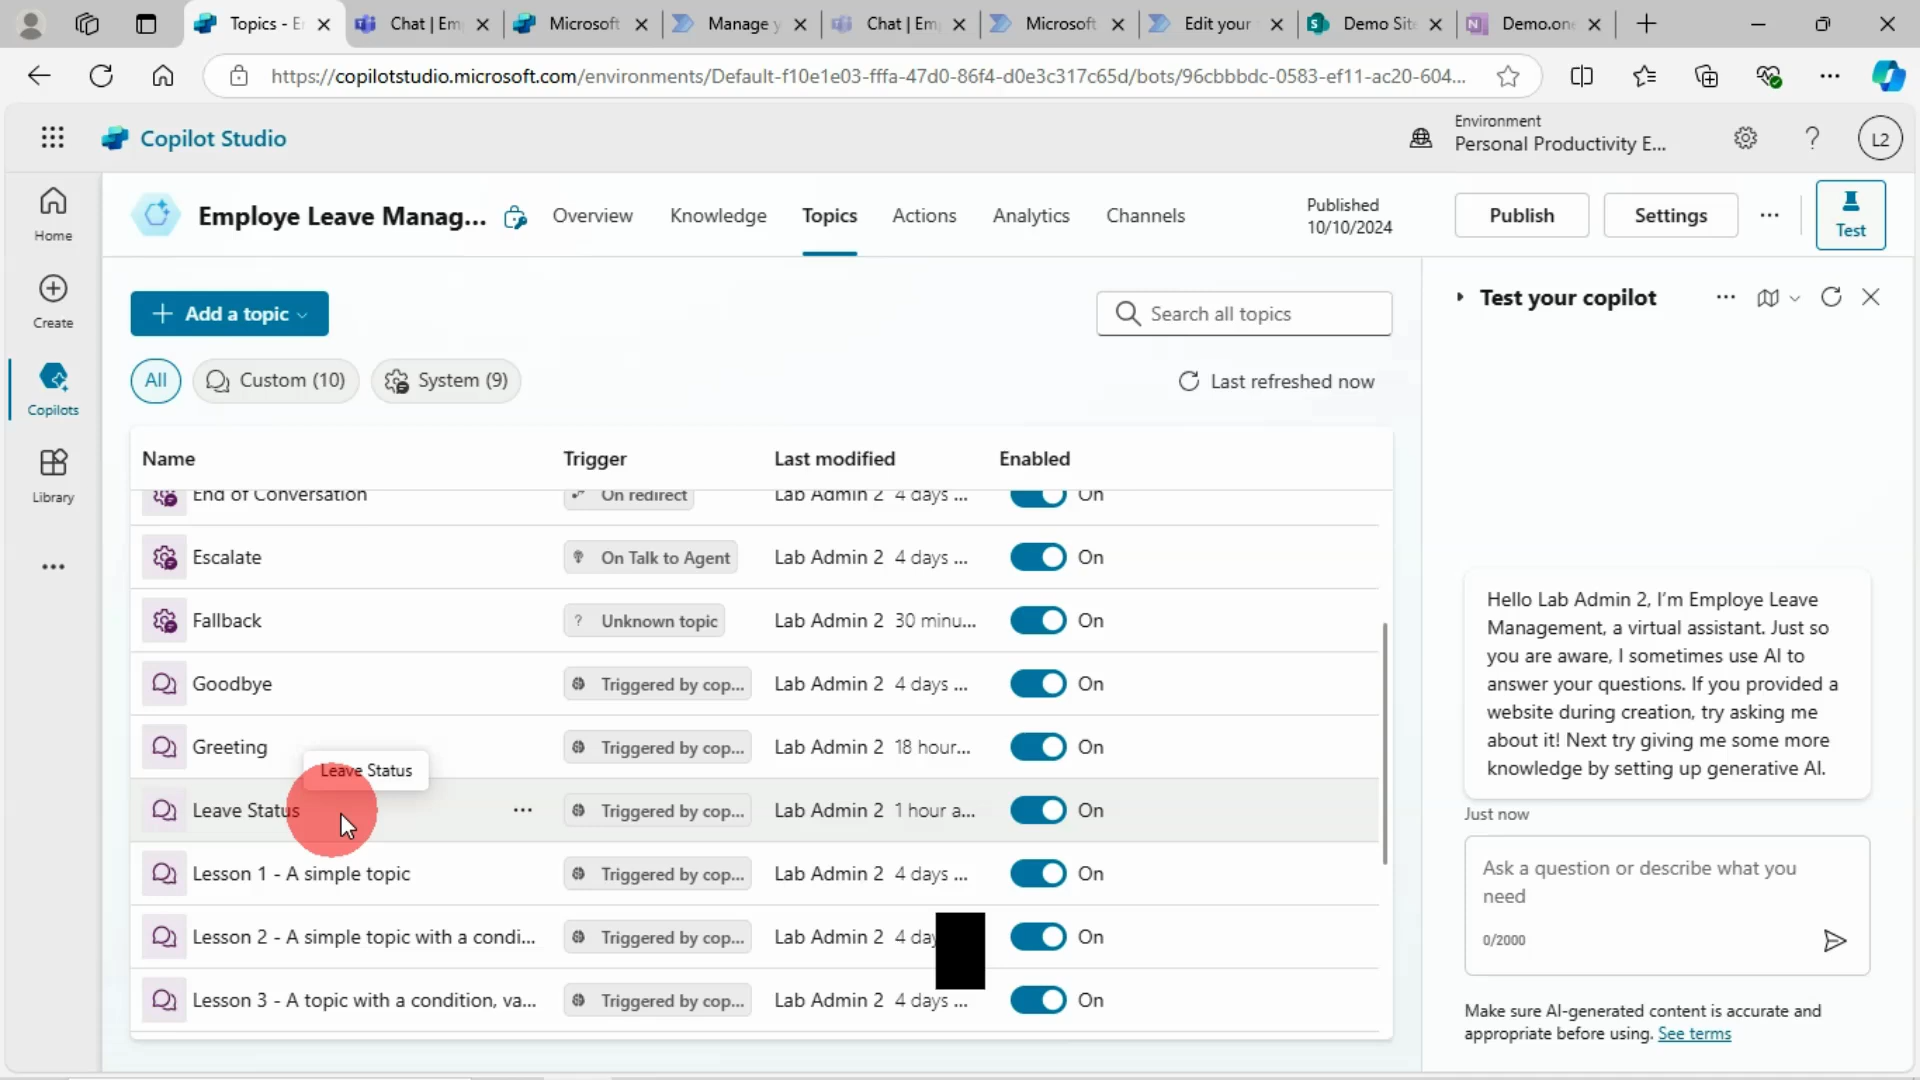 Topics - E
Chat | Em
Microsoft
Manage y
Chat | Em
Microsoft
Edit your
Demo Sit
Demo.on
https://copilotstudio.microsoft.com/environments/Default-f10e1e03-fffa-47d0-86f4-d0e3c317c65d/bots/96cbbbdc-0583-ef11-ac20-604...
Copilot Studio
Environment
Personal Productivity E...
L2
Home
Create
Copilots
Library
Employe Leave Manag...
Overview
Knowledge
Topics
Actions
Analytics
Channels
Published
10/10/2024
Publish
Settings
Test
Add a topic
Search all topics
All
Custom (10)
System (9)
Last refreshed now
Name Trigger Last modified Enabled
End of Conversation On redirect Lab Admin 2 4 days ... On
Escalate On Talk to Agent Lab Admin 2 4 days ... On
Fallback ? Unknown topic Lab Admin 2 30 minu... On
Goodbye Triggered by cop... Lab Admin 2 4 days ... On
Greeting Triggered by cop... Lab Admin 2 18 hour... On
Leave Status
Leave Status ... Triggered by cop... Lab Admin 2 1 hour a... On
Lesson 1 - A simple topic Triggered by cop... Lab Admin 2 4 days ... On
Lesson 2 - A simple topic with a condi... Triggered by cop... Lab Admin 2 4 day On
Lesson 3 - A topic with a condition, va... Triggered by cop... Lab Admin 2 4 days ... On
Test your copilot
Hello Lab Admin 2, I'm Employe Leave
Management, a virtual assistant. Just so
you are aware, I sometimes use AI to
answer your questions. If you provided a
website during creation, try asking me
about it! Next try giving me some more
knowledge by setting up generative AI.
Just now
Ask a question or describe what you
need
0/2000
Make sure AI-generated content is accurate and
appropriate before using. See terms